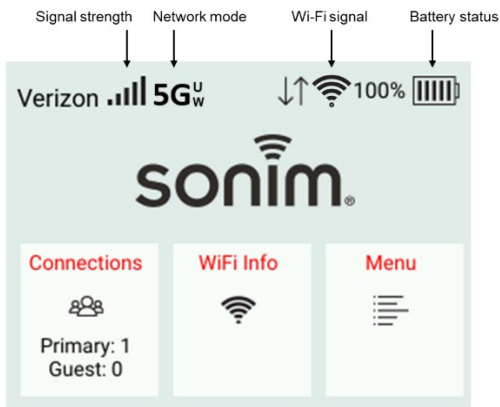 Signal strength Network mode Wi-Fi signal Battery status
Verizon 5G UW 100%
sonim®
Connections WiFi Info Menu
Primary: 1
Guest: 0